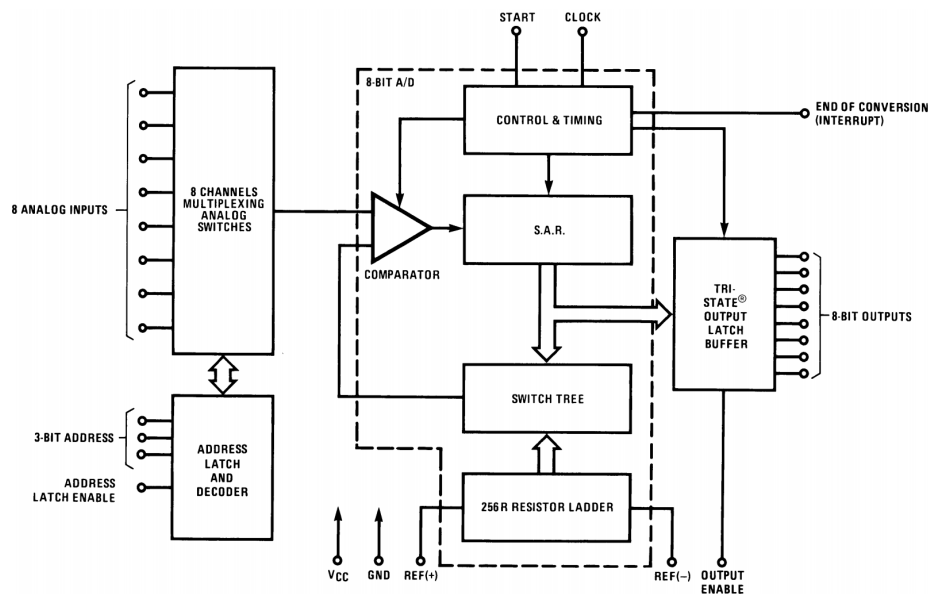 START
CLOCK
8-BIT A/D
CONTROL & TIMING
END OF CONVERSION
(INTERRUPT)
8 ANALOG INPUTS
8 CHANNELS
MULTIPLEXING
ANALOG
SWITCHES
S.A.R.
COMPARATOR
TRI-
STATE®
OUTPUT
LATCH
BUFFER
8-BIT OUTPUTS
SWITCH TREE
3-BIT ADDRESS
ADDRESS
LATCH ENABLE
ADDRESS
LATCH
AND
DECODER
256R RESISTOR LADDER
VCC
GND
REF(+)
REF(−)
OUTPUT
ENABLE